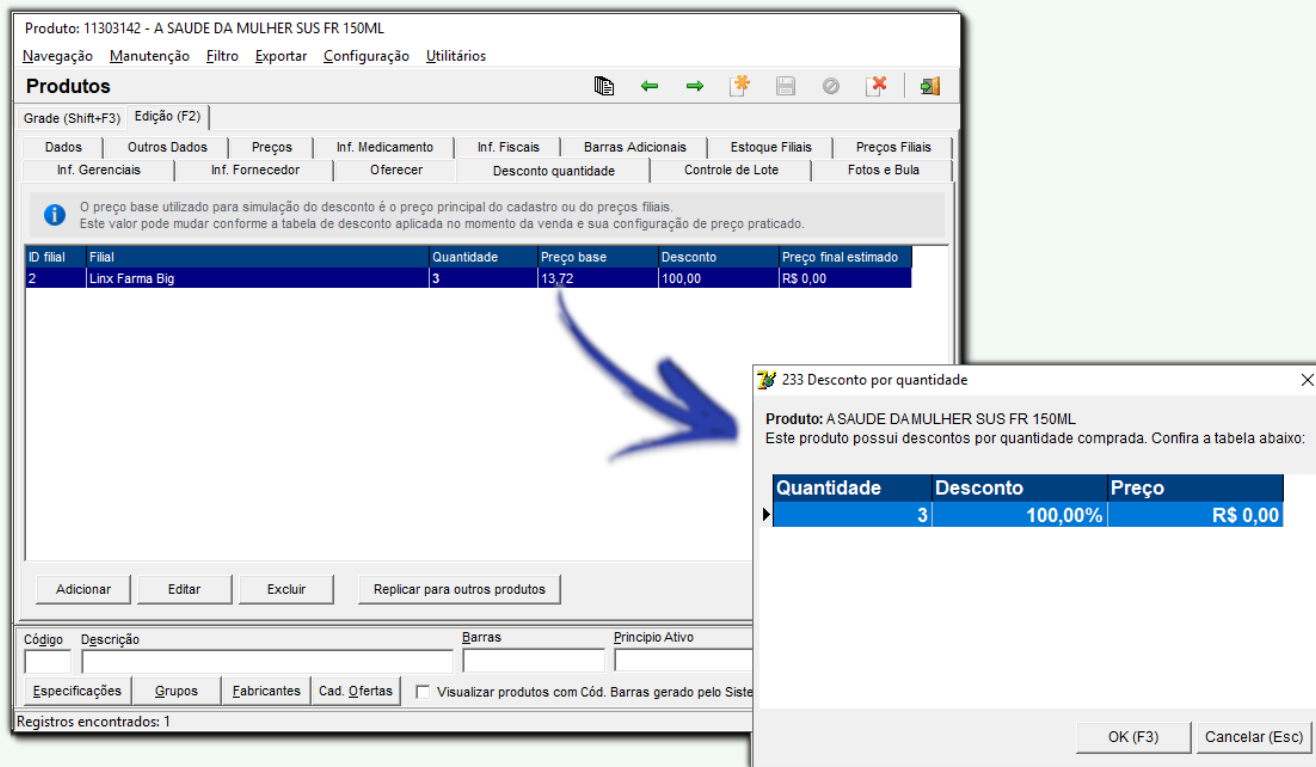 Produto: 11303142 - A SAUDE DA MULHER SUS FR 150ML
Navegação Manutenção Filtro Exportar Configuração Utilitários
Produtos
Grade (Shift+F3) Edição (F2)
Dados Outros Dados Preços Inf. Medicamento Inf. Fiscais Barras Adicionais Estoque Filiais Preços Filiais
Inf. Gerenciais Inf. Fornecedor Oferecer Desconto quantidade Controle de Lote Fotos e Bula
O preço base utilizado para simulação do desconto é o preço principal do cadastro ou do preços filiais.
Este valor pode mudar conforme a tabela de desconto aplicada no momento da venda e sua configuração de preço praticado.
ID filial Filial Quantidade Preço base Desconto Preço final estimado
2 Linx Farma Big 3 13,72 100,00 R$ 0,00
Adicionar Editar Excluir Replicar para outros produtos
Código Descrição Barras Principio Ativo
Especificações Grupos Fabricantes Cad. Ofertas Visualizar produtos com Cód. Barras gerado pelo Siste
Registros encontrados: 1
233 Desconto por quantidade
Produto: A SAUDE DA MULHER SUS FR 150ML
Este produto possui descontos por quantidade comprada. Confira a tabela abaixo:
Quantidade Desconto Preço
3 100,00% R$ 0,00
OK (F3) Cancelar (Esc)